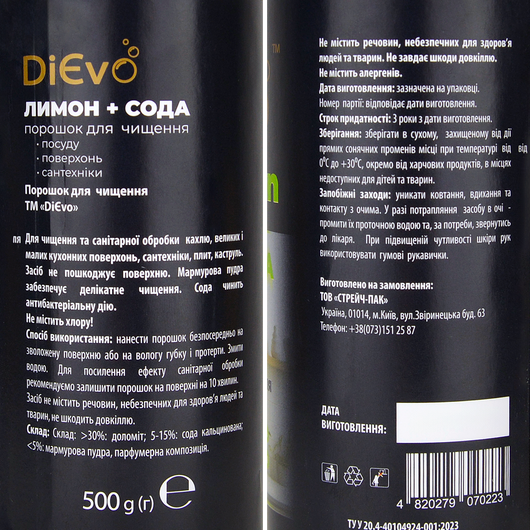 DiEvo
ЛИМОН + СОДА
порошок для чищення
· посуду
· поверхонь
· сантехніки
Порошок для чищення
ТМ «DiEvo»
ля
Для чищення та санітарної обробки кахлю, великих і
малих кухонних поверхонь, сантехніки, плит, каструль.
Засіб не пошкоджує поверхню. Мармурова пудра
забезпечує делікатне чищення. Сода чинить
антибактеріальну дію.
Не містить хлору!
Спосіб використання: нанести порошок безпосередньо на
зволожену поверхню або на вологу губку і протерти. Змити
водою. Для посилення ефекту санітарної обробки
рекомендуємо залишити порошок на поверхні на 10 хвилин.
Засіб не містить речовин, небезпечних для здоров'я людей та
тварин, не шкодить довкіллю.
Склад: Склад: >30%: доломіт; 5-15%: сода кальцинована;
<5%: мармурова пудра, парфумерна композиція.
500 g (г) ℮
TM
Не містить речовин, небезпечних для здоров'я
людей та тварин. Не завдає шкоди довкіллю.
Не містить алергенів.
Дата виготовлення: зазначена на упаковці.
Номер партії: відповідає дати виготовлення.
Строк придатності: 3 роки з дати виготовлення.
Зберігання: зберігати в сухому, захищеному від дії
прямих сонячних променів місці при температурі від від
0⁰С до +30⁰С, окремо від харчових продуктів, в місцях
недоступних для дітей та тварин.
Запобіжні заходи: уникати ковтання, вдихання та
контакту з очима. У разі потрапляння засобу в очі -
промити їх проточною водою та, за потреби, звернутись
до лікаря. При підвищеній чутливості шкіри рук
використовувати гумові рукавички.
Виготовлено на замовлення:
ТОВ «СТРЕЙЧ-ПАК»
Україна, 01014, м.Київ, вул.Звіринецька буд. 63
Телефон: +38(073)151 25 87
ДАТА
ВИГОТОВЛЕННЯ:
4 820279 070223
ТУ У 20.4-40104924-001:2023